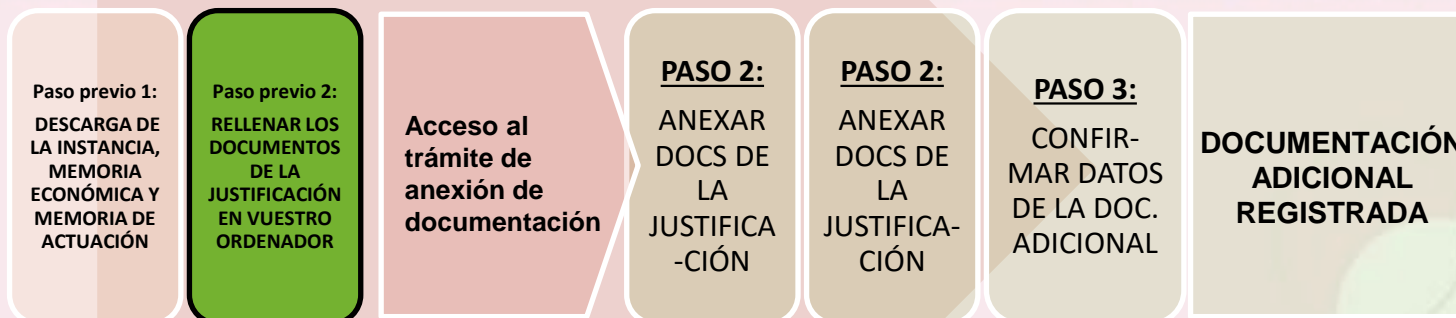 Paso previo 1:
DESCARGA DE
LA INSTANCIA,
MEMORIA
ECONÓMICA Y
MEMORIA DE
ACTUACIÓN
Paso previo 2:
RELLENAR LOS
DOCUMENTOS
DE LA
JUSTIFICACIÓN
EN VUESTRO
ORDENADOR
Acceso al
trámite de
anexión de
documentación
PASO 2:
ANEXAR
DOCS DE
LA
JUSTIFICA
-CIÓN
PASO 2:
ANEXAR
DOCS DE
LA
JUSTIFICA-
CIÓN
PASO 3:
CONFIR-
MAR DATOS
DE LA DOC.
ADICIONAL
DOCUMENTACIÓN
ADICIONAL
REGISTRADA